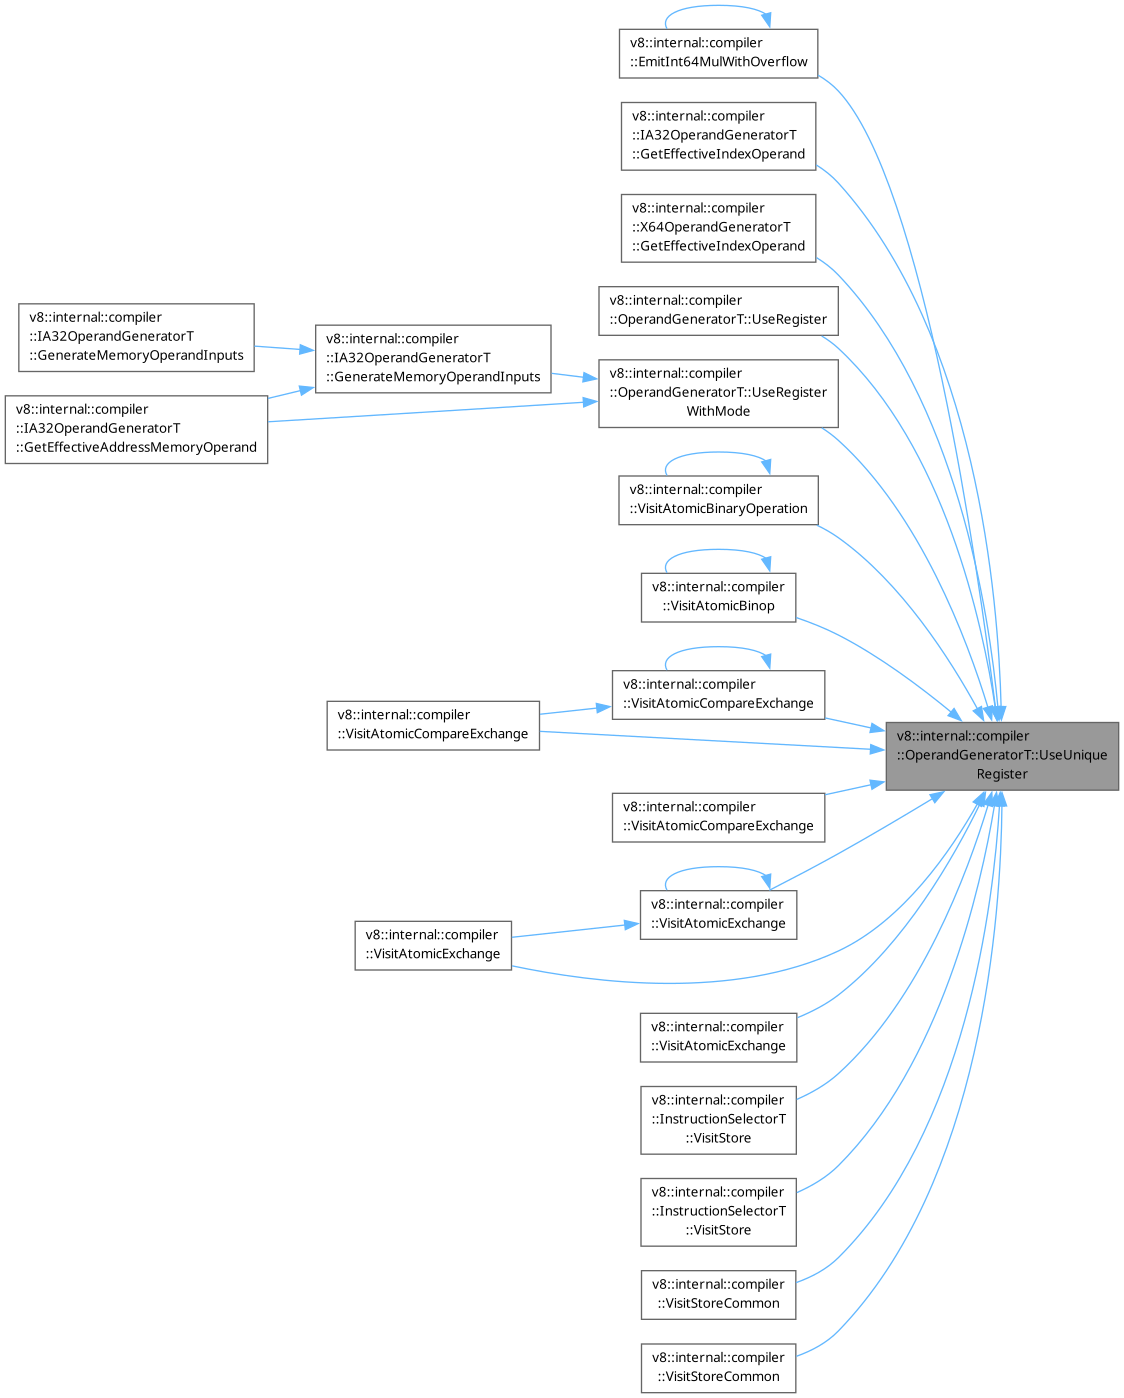 v8::internal::compiler
::EmitInt64MulWithOverflow
v8::internal::compiler
::IA32OperandGeneratorT
::GetEffectiveIndexOperand
v8::internal::compiler
::X64OperandGeneratorT
::GetEffectiveIndexOperand
v8::internal::compiler
::OperandGeneratorT::UseRegister
v8::internal::compiler
::IA32OperandGeneratorT
::GenerateMemoryOperandInputs
v8::internal::compiler
::IA32OperandGeneratorT
::GenerateMemoryOperandInputs
v8::internal::compiler
::OperandGeneratorT::UseRegister
WithMode
v8::internal::compiler
::IA32OperandGeneratorT
::GetEffectiveAddressMemoryOperand
v8::internal::compiler
::VisitAtomicBinaryOperation
v8::internal::compiler
::VisitAtomicBinop
v8::internal::compiler
::VisitAtomicCompareExchange
v8::internal::compiler
::VisitAtomicCompareExchange
v8::internal::compiler
::OperandGeneratorT::UseUnique
Register
v8::internal::compiler
::VisitAtomicCompareExchange
v8::internal::compiler
::VisitAtomicExchange
v8::internal::compiler
::VisitAtomicExchange
v8::internal::compiler
::VisitAtomicExchange
v8::internal::compiler
::InstructionSelectorT
::VisitStore
v8::internal::compiler
::InstructionSelectorT
::VisitStore
v8::internal::compiler
::VisitStoreCommon
v8::internal::compiler
::VisitStoreCommon